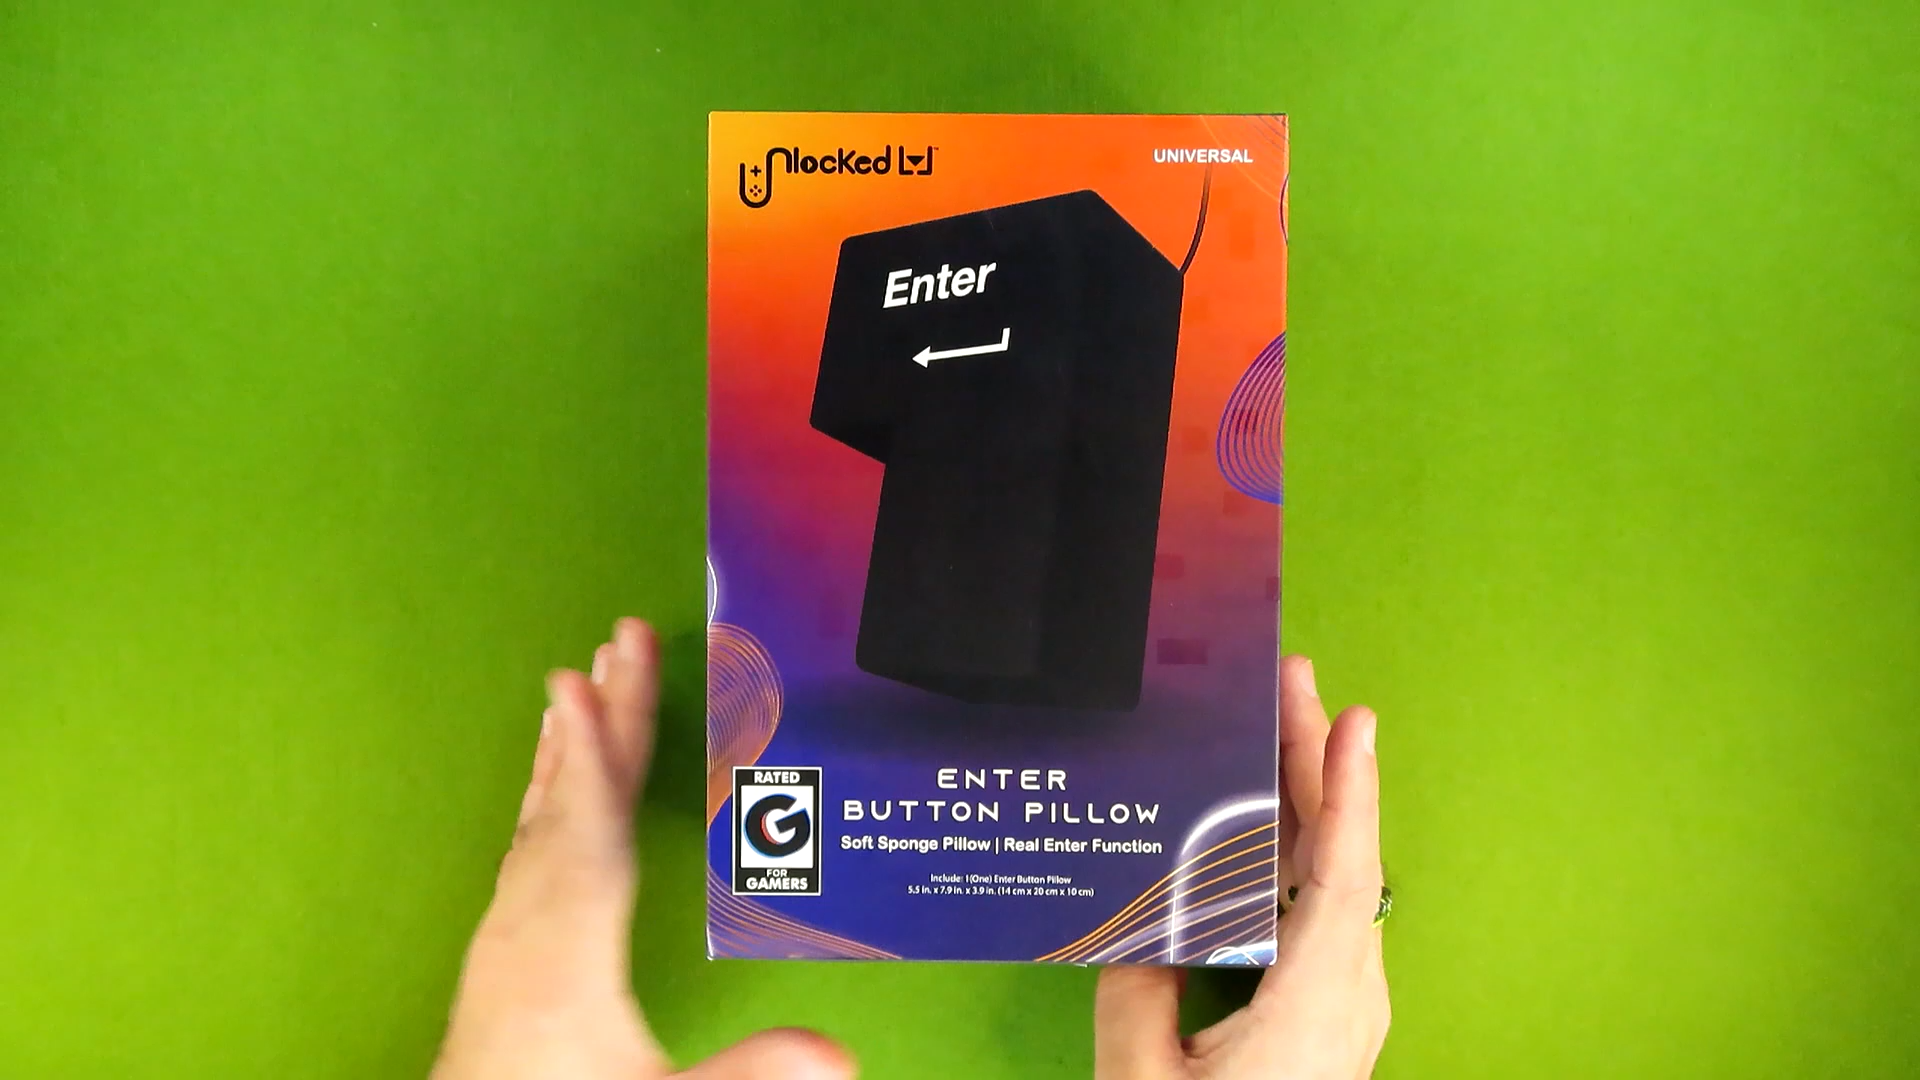 Unlocked Lvl™
UNIVERSAL
Enter
ENTER
BUTTON PILLOW
Soft Sponge Pillow | Real Enter Function
Include: 1(One) Enter Button Pillow
5.5 in. x 7.9 in. x 3.9 in. (14 cm x 20 cm x 10 cm)
RATED
G
FOR
GAMERS